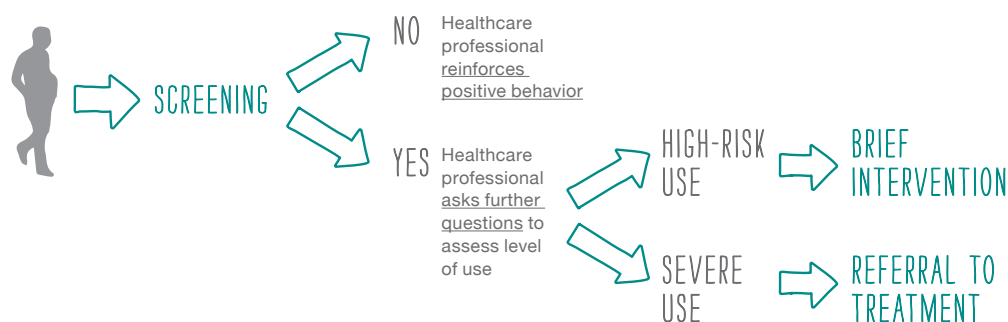 SCREENING
NO
Healthcare
professional
reinforces
positive behavior
YES
Healthcare
professional
asks further
questions to
assess level
of use
HIGH-RISK
USE
BRIEF
INTERVENTION
SEVERE
USE
REFERRAL TO
TREATMENT